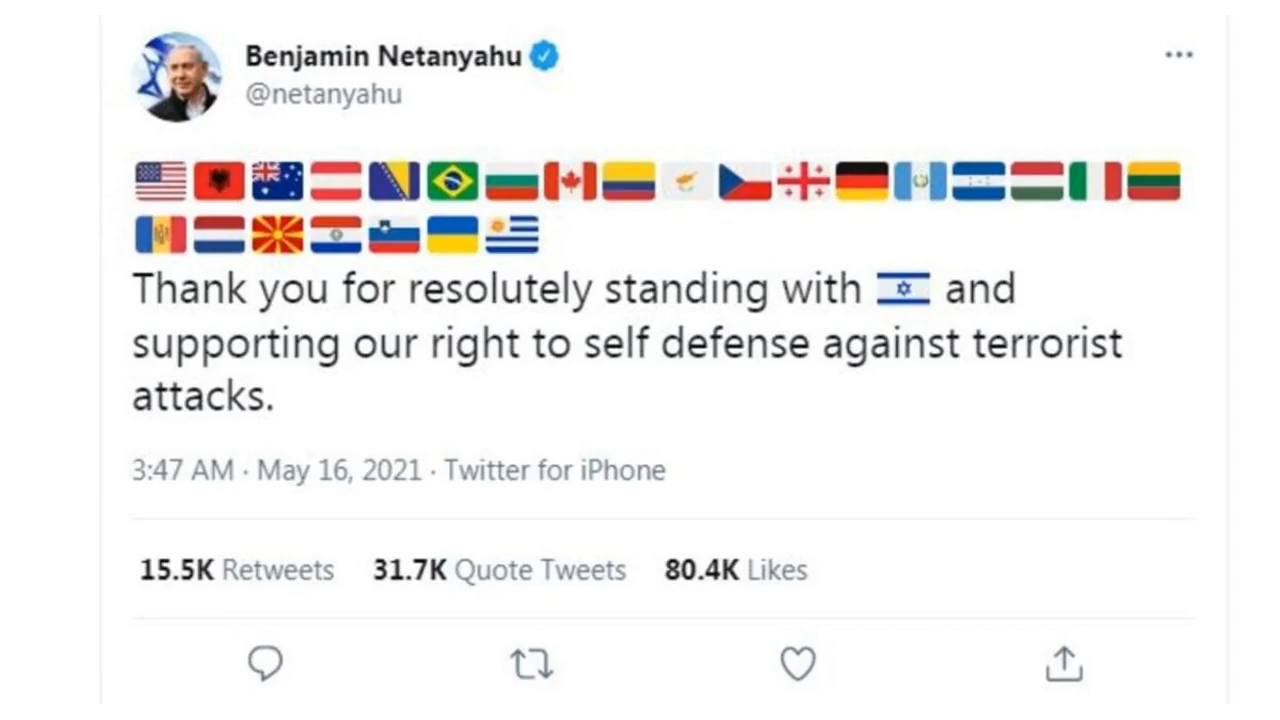 Benjamin Netanyahu
@netanyahu
🇺🇸🇦🇱🇦🇺🇦🇹🇧🇦🇧🇷🇧🇬🇨🇦🇨🇴🇨🇾🇨🇿🇬🇪🇩🇪🇬🇹🇭🇳🇭🇺🇮🇹🇱🇹
🇲🇩🇳🇱🇲🇰🇵🇾🇸🇮🇺🇦🇺🇾
Thank you for resolutely standing with 🇮🇱 and
supporting our right to self defense against terrorist
attacks.
3:47 AM · May 16, 2021 · Twitter for iPhone
15.5K Retweets 31.7K Quote Tweets 80.4K Likes